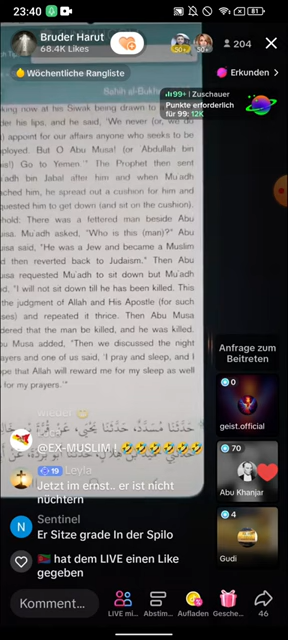 23:40
81
Bruder Harut
68.4K Likes
50
50
204
Wöchentliche Rangliste
Erkunden >
Sahih al-Bukha
99+ | Zuschauer
Punkte erforderlich
für 99: 12K
king now at his Siwak being drawn to
der his lips, and he said, 'We never (or, we do
) appoint for our affairs anyone who seeks to be
ployed. But O Abu Musa! (or Abdullah bin
s!) Go to Yemen.'" The Prophet then sent
adh bin Jabal after him and when Mu'adh
ched him, he spread out a cushion for him and
quested him to get down (and sit on the cushion).
hold: There was a fettered man beside Abu
usa. Mu'adh asked, "Who is this (man)?" Abu
usa said, "He was a Jew and became a Muslim
d then reverted back to Judaism." Then Abu
usa requested Mu'adh to sit down but Mu'adh
d, "I will not sit down till he has been killed. This
the judgment of Allah and His Apostle (for such
ses) and repeated it thrice. Then Abu Musa
dered that the man be killed, and he was killed.
bu Musa added, "Then we discussed the night
ayers and one of us said, 'I pray and sleep, and I
pe that Allah will reward me for my sleep as well
for my prayers.'"
حَدَّثَنَا مُسَدَّدٌ، حَدَّثَنَا يَحْيَى، عَنْ قُرَّةَ
Anfrage zum
Beitreten
0
geist.official
70
Abu Khanjar
4
Gudi
@EX-MUSLIM !
19 Leyla
Jetzt im ernst.. er ist nicht
nüchtern
N Sentinel
Er Sitze grade In der Spilo
hat dem LIVE einen Like
gegeben
Komment...
LIVE mi...
Abstim...
Aufladen
Gesche...
46